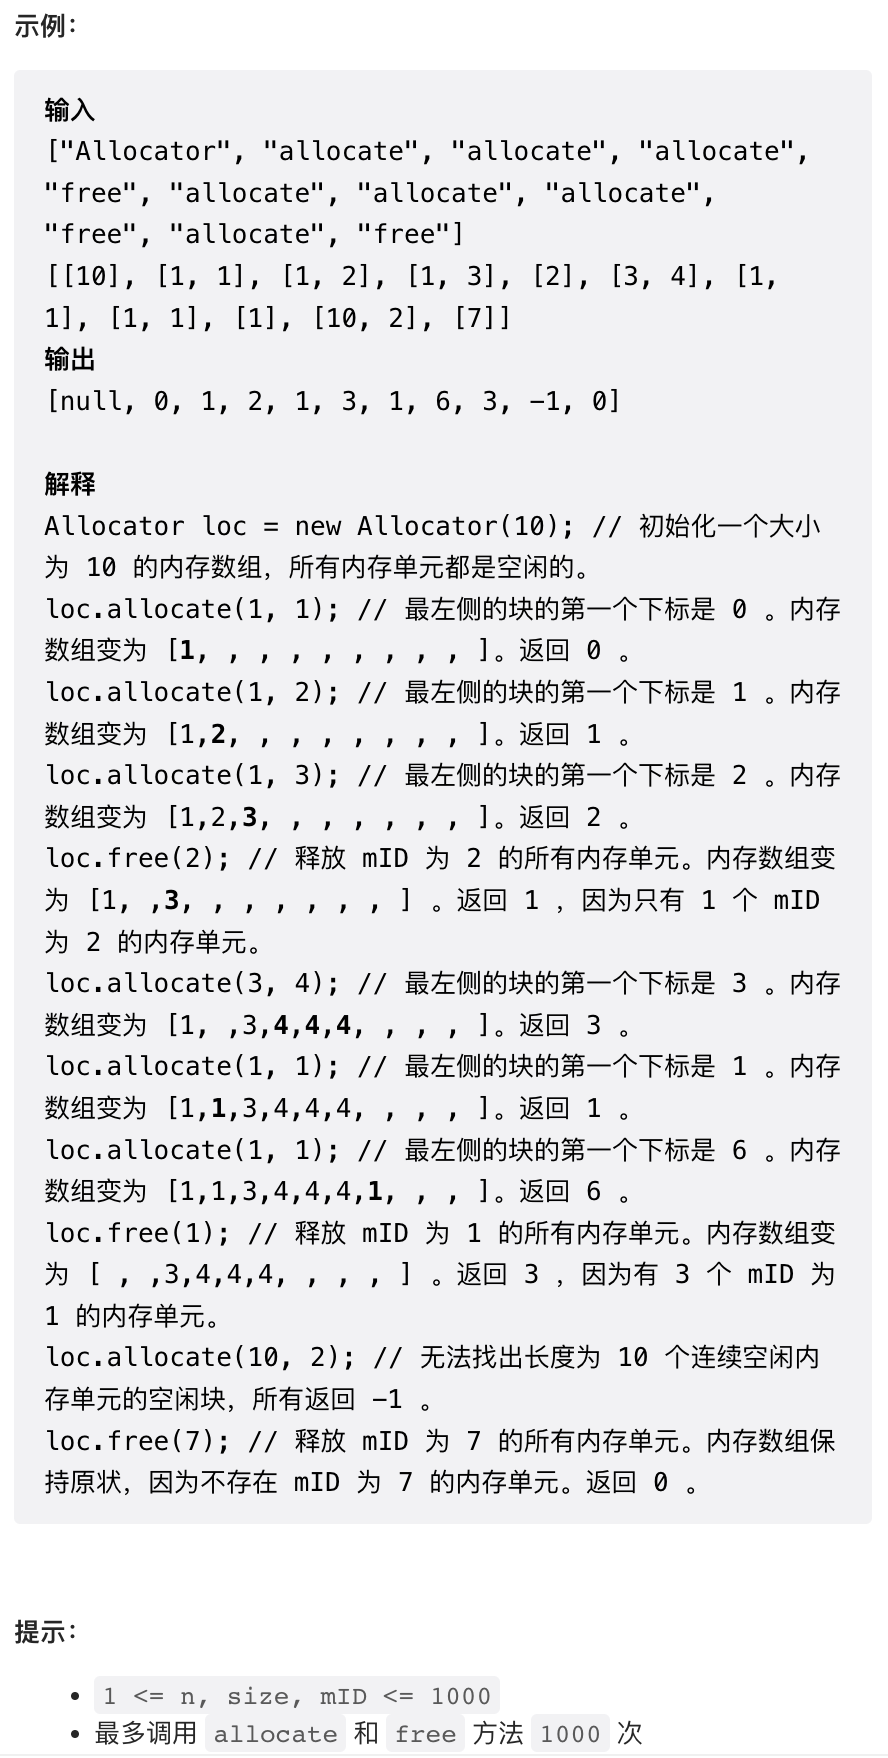 示例：
输入
["Allocator", "allocate", "allocate", "allocate",
"free", "allocate", "allocate", "allocate",
"free", "allocate", "free"]
[[10], [1, 1], [1, 2], [1, 3], [2], [3, 4], [1,
1], [1, 1], [1], [10, 2], [7]]
输出
[null, 0, 1, 2, 1, 3, 1, 6, 3, -1, 0]
解释
Allocator loc = new Allocator(10); // 初始化一个大小
为 10 的内存数组，所有内存单元都是空闲的。
loc.allocate(1, 1); // 最左侧的块的第一个下标是 0 。内存
数组变为 [1, , , , , , , , , ]。返回 0 。
loc.allocate(1, 2); // 最左侧的块的第一个下标是 1 。内存
数组变为 [1,2, , , , , , , , ]。返回 1 。
loc.allocate(1, 3); // 最左侧的块的第一个下标是 2 。内存
数组变为 [1,2,3, , , , , , , ]。返回 2 。
loc.free(2); // 释放 mID 为 2 的所有内存单元。内存数组变
为 [1, ,3, , , , , , , ] 。返回 1 ，因为只有 1 个 mID
为 2 的内存单元。
loc.allocate(3, 4); // 最左侧的块的第一个下标是 3 。内存
数组变为 [1, ,3,4,4,4, , , , ]。返回 3 。
loc.allocate(1, 1); // 最左侧的块的第一个下标是 1 。内存
数组变为 [1,1,3,4,4,4, , , , ]。返回 1 。
loc.allocate(1, 1); // 最左侧的块的第一个下标是 6 。内存
数组变为 [1,1,3,4,4,4,1, , , ]。返回 6 。
loc.free(1); // 释放 mID 为 1 的所有内存单元。内存数组变
为 [ , ,3,4,4,4, , , , ] 。返回 3 ，因为有 3 个 mID 为
1 的内存单元。
loc.allocate(10, 2); // 无法找出长度为 10 个连续空闲内
存单元的空闲块，所有返回 -1 。
loc.free(7); // 释放 mID 为 7 的所有内存单元。内存数组保
持原状，因为不存在 mID 为 7 的内存单元。返回 0 。
提示：
• 1 <= n, size, mID <= 1000
• 最多调用 allocate 和 free 方法 1000 次